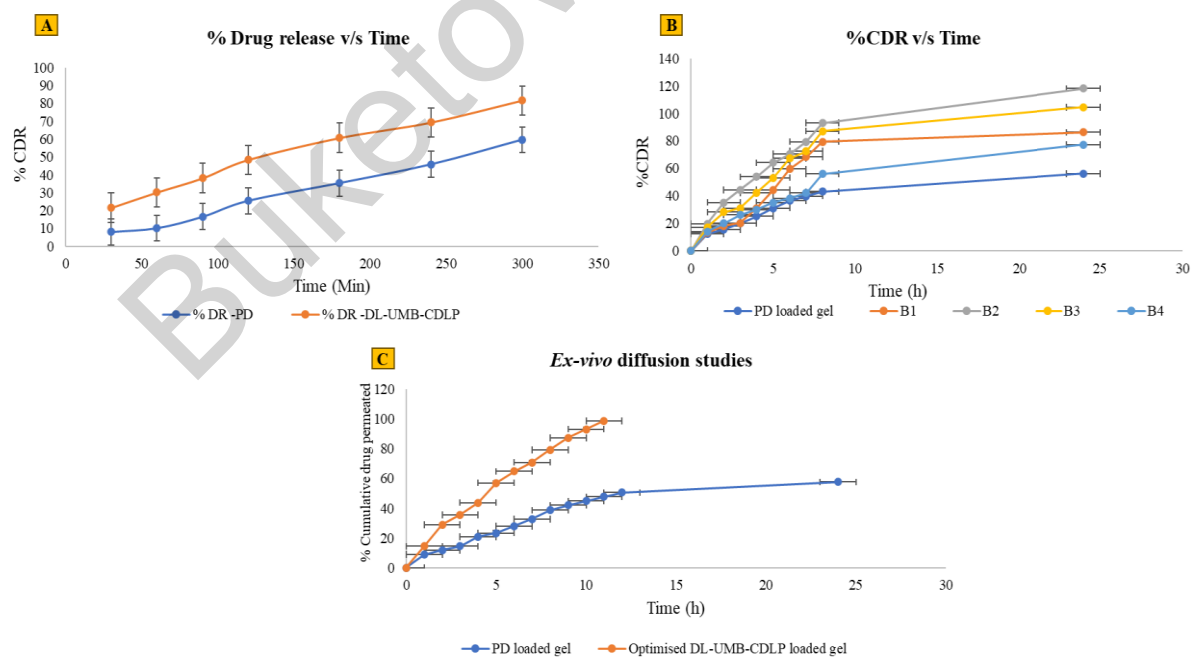 A
% Drug release v/s Time
100
90
80
70
60
50
40
30
20
10
0
% CDR
0 50 100 150 200 250 300 350
Time (Min)
% DR -PD % DR -DL-UMB-CDLP
B
%CDR v/s Time
140
120
100
80
60
40
20
0
%CDR
0 5 10 15 20 25 30
Time (h)
PD loaded gel B1 B2 B3 B4
C
Ex-vivo diffusion studies
120
100
80
60
40
20
0
% Cumulative drug permeated
0 5 10 15 20 25 30
Time (h)
PD loaded gel Optimised DL-UMB-CDLP loaded gel
Buketov